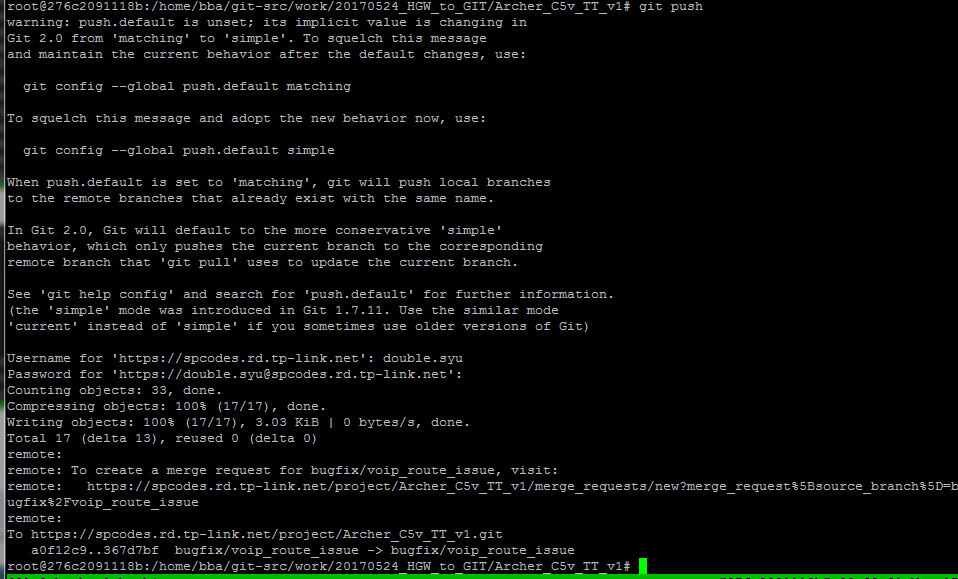 root@276c2091118b:/home/bba/git-src/work/20170524_HGW_to_GIT/Archer_C5v_TT_v1# git push
warning: push.default is unset; its implicit value is changing in
Git 2.0 from 'matching' to 'simple'. To squelch this message
and maintain the current behavior after the default changes, use:
  git config --global push.default matching
To squelch this message and adopt the new behavior now, use:
  git config --global push.default simple
When push.default is set to 'matching', git will push local branches
to the remote branches that already exist with the same name.
In Git 2.0, Git will default to the more conservative 'simple'
behavior, which only pushes the current branch to the corresponding
remote branch that 'git pull' uses to update the current branch.
See 'git help config' and search for 'push.default' for further information.
(the 'simple' mode was introduced in Git 1.7.11. Use the similar mode
'current' instead of 'simple' if you sometimes use older versions of Git)
Username for 'https://spcodes.rd.tp-link.net': double.syu
Password for 'https://double.syu@spcodes.rd.tp-link.net':
Counting objects: 33, done.
Compressing objects: 100% (17/17), done.
Writing objects: 100% (17/17), 3.03 KiB | 0 bytes/s, done.
Total 17 (delta 13), reused 0 (delta 0)
remote:
remote: To create a merge request for bugfix/voip_route_issue, visit:
remote:   https://spcodes.rd.tp-link.net/project/Archer_C5v_TT_v1/merge_requests/new?merge_request%5Bsource_branch%5D=b
ugfix%2Fvoip_route_issue
remote:
To https://spcodes.rd.tp-link.net/project/Archer_C5v_TT_v1.git
   a0f12c9..367d7bf  bugfix/voip_route_issue -> bugfix/voip_route_issue
root@276c2091118b:/home/bba/git-src/work/20170524_HGW_to_GIT/Archer_C5v_TT_v1#